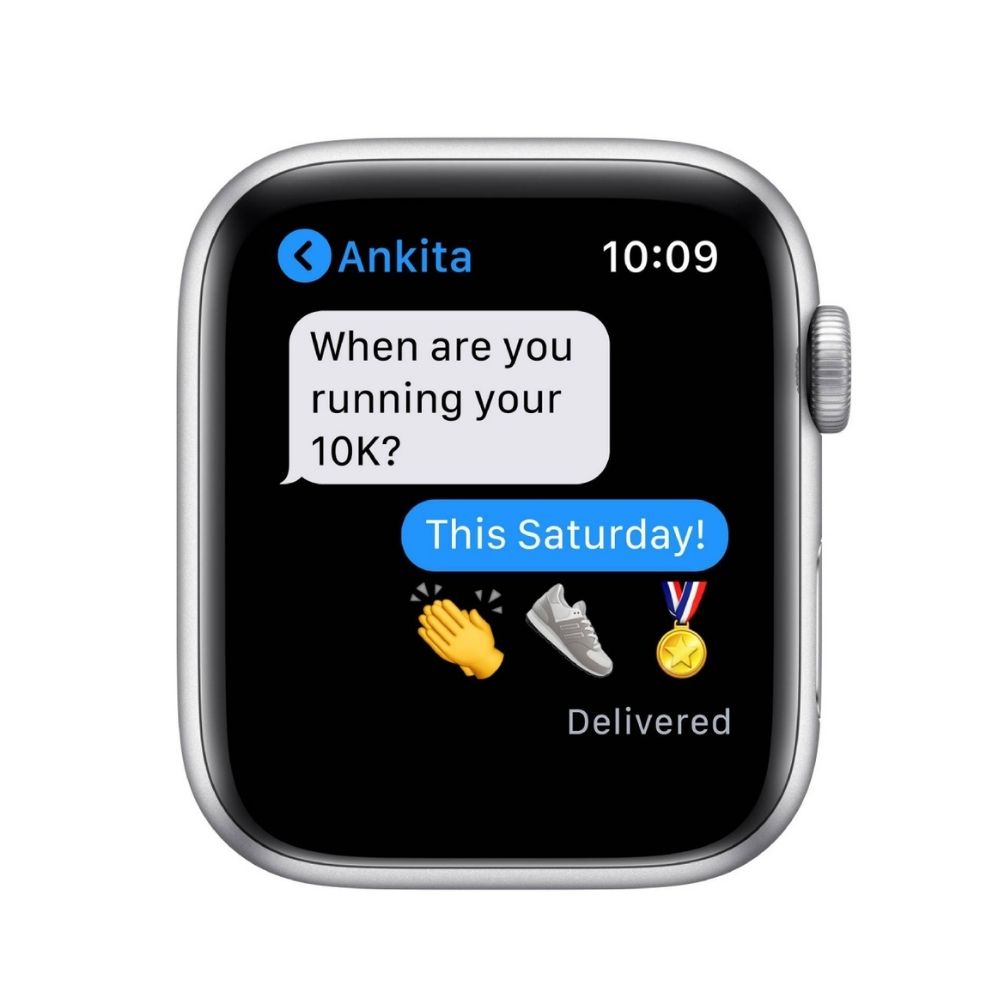 Ankita
10:09
When are you
running your
10K?
This Saturday!
Delivered